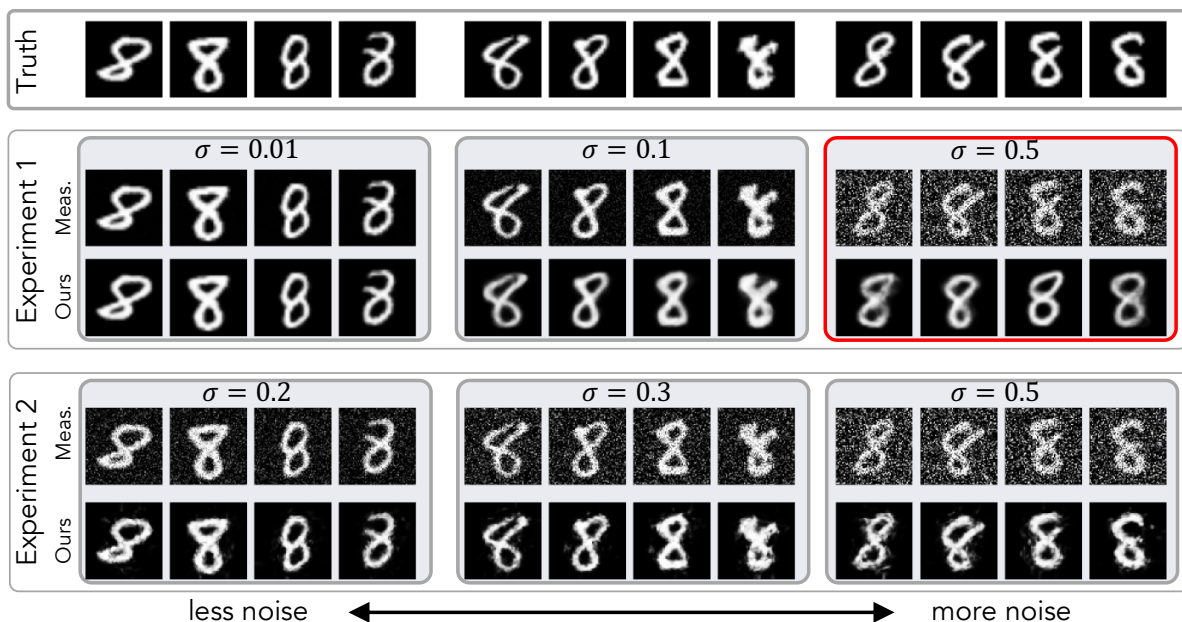 Truth
Experiment 1
σ = 0.01
σ = 0.1
σ = 0.5
Meas.
Ours
Experiment 2
σ = 0.2
σ = 0.3
σ = 0.5
Meas.
Ours
less noise
more noise